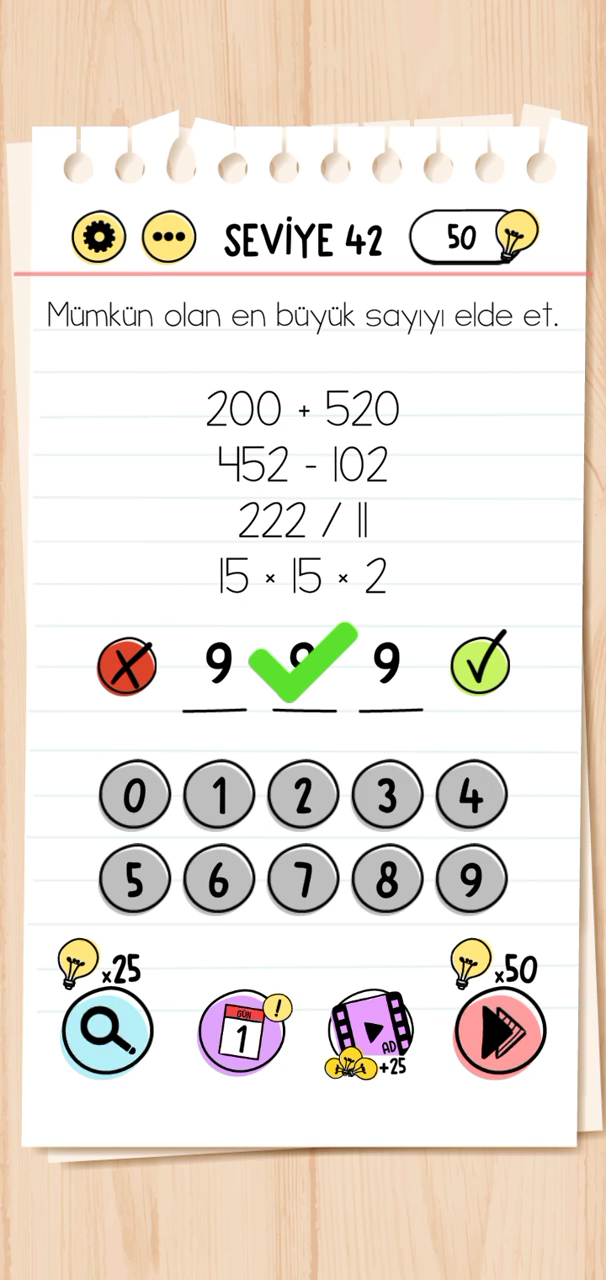 SEVİYE 42
50
Mümkün olan en büyük sayıyı elde et.
200 + 520
452 - 102
222 / 11
15 × 15 × 2
9 9 9
0 1 2 3 4
5 6 7 8 9
x25
x50
GÜN
1
!
AD
+25